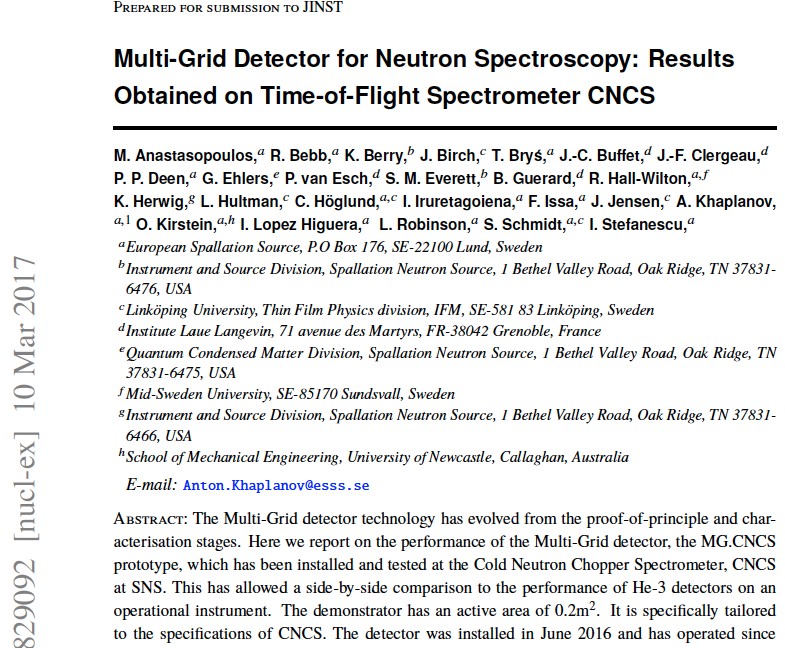 PREPARED FOR SUBMISSION TO JINST
Multi-Grid Detector for Neutron Spectroscopy: Results
Obtained on Time-of-Flight Spectrometer CNCS
M. Anastasopoulos,a R. Bebb,a K. Berry,b J. Birch,c T. Bryś,a J.-C. Buffet,d J.-F. Clergeau,d
P. P. Deen,a G. Ehlers,e P. van Esch,d S. M. Everett,b B. Guerard,d R. Hall-Wilton,a,f
K. Herwig,g L. Hultman,c C. Höglund,a,c I. Iruretagoiena,a F. Issa,a J. Jensen,c A. Khaplanov,
a,1 O. Kirstein,a,h I. Lopez Higuera,a L. Robinson,a S. Schmidt,a,c I. Stefanescu,a
aEuropean Spallation Source, P.O Box 176, SE-22100 Lund, Sweden
bInstrument and Source Division, Spallation Neutron Source, 1 Bethel Valley Road, Oak Ridge, TN 37831-
6476, USA
cLinköping University, Thin Film Physics division, IFM, SE-581 83 Linköping, Sweden
dInstitute Laue Langevin, 71 avenue des Martyrs, FR-38042 Grenoble, France
eQuantum Condensed Matter Division, Spallation Neutron Source, 1 Bethel Valley Road, Oak Ridge, TN
37831-6475, USA
fMid-Sweden University, SE-85170 Sundsvall, Sweden
gInstrument and Source Division, Spallation Neutron Source, 1 Bethel Valley Road, Oak Ridge, TN 37831-
6466, USA
hSchool of Mechanical Engineering, University of Newcastle, Callaghan, Australia
E-mail: Anton.Khaplanov@esss.se
ABSTRACT: The Multi-Grid detector technology has evolved from the proof-of-principle and char-
acterisation stages. Here we report on the performance of the Multi-Grid detector, the MG.CNCS
prototype, which has been installed and tested at the Cold Neutron Chopper Spectrometer, CNCS
at SNS. This has allowed a side-by-side comparison to the performance of He-3 detectors on an
operational instrument. The demonstrator has an active area of 0.2m². It is specifically tailored
to the specifications of CNCS. The detector was installed in June 2016 and has operated since
829092 [nucl-ex] 10 Mar 2017